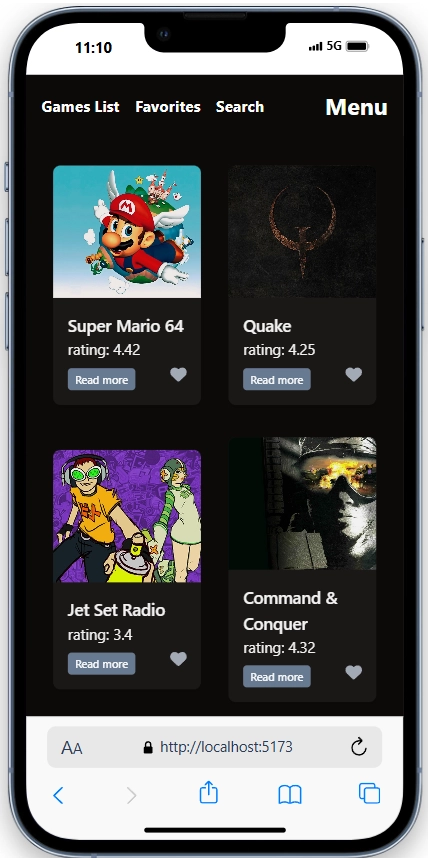 11:10
5G
Games List Favorites Search Menu
M
Super Mario 64
rating: 4.42
Read more
Quake
rating: 4.25
Read more
Jet Set Radio
rating: 3.4
Read more
Command &
Conquer
rating: 4.32
Read more
AA http://localhost:5173